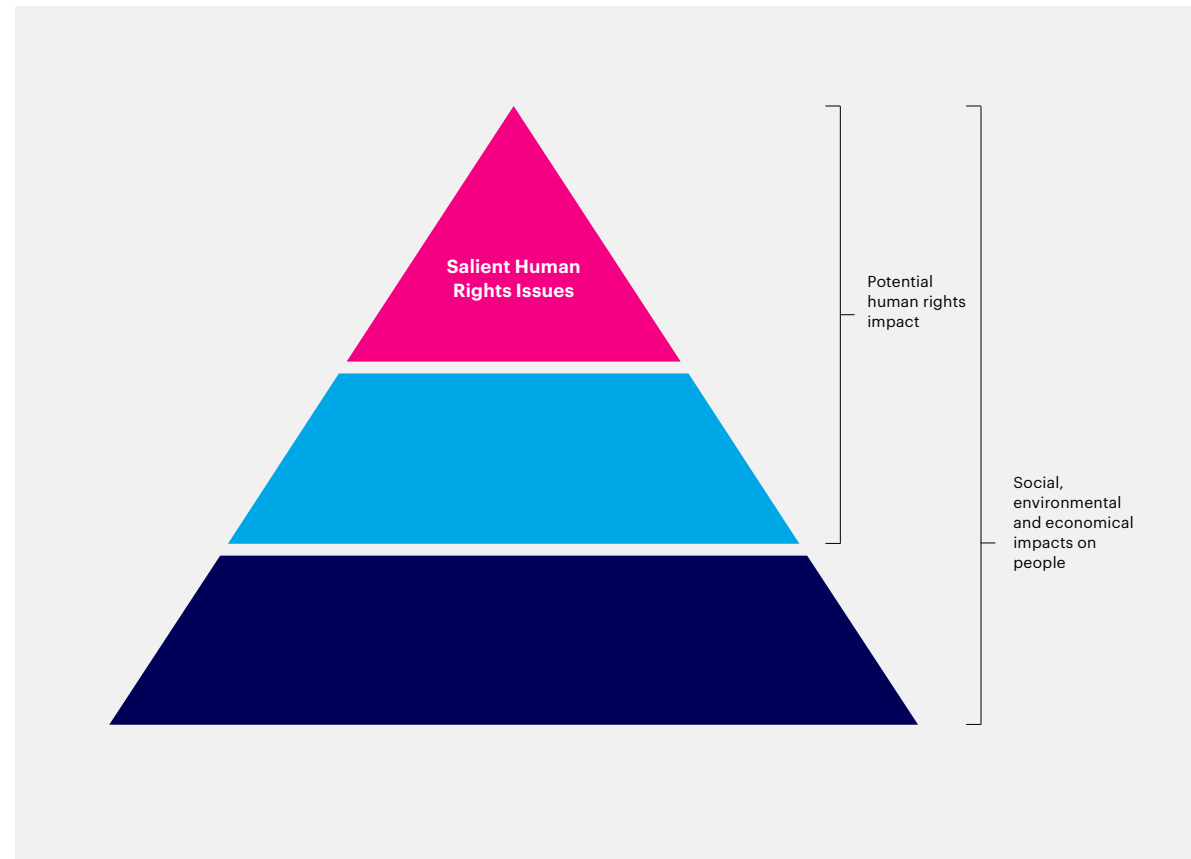 Salient Human
Rights Issues
Potential
human rights
impact
Social,
environmental
and economical
impacts on
people